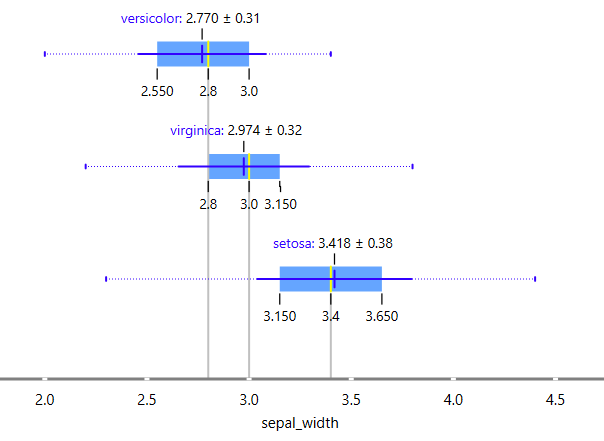 versicolor: 2.770 ± 0.31
2.550 2.8 3.0
virginica: 2.974 ± 0.32
2.8 3.0 3.150
setosa: 3.418 ± 0.38
3.150 3.4 3.650
2.0 2.5 3.0 3.5 4.0 4.5
sepal_width